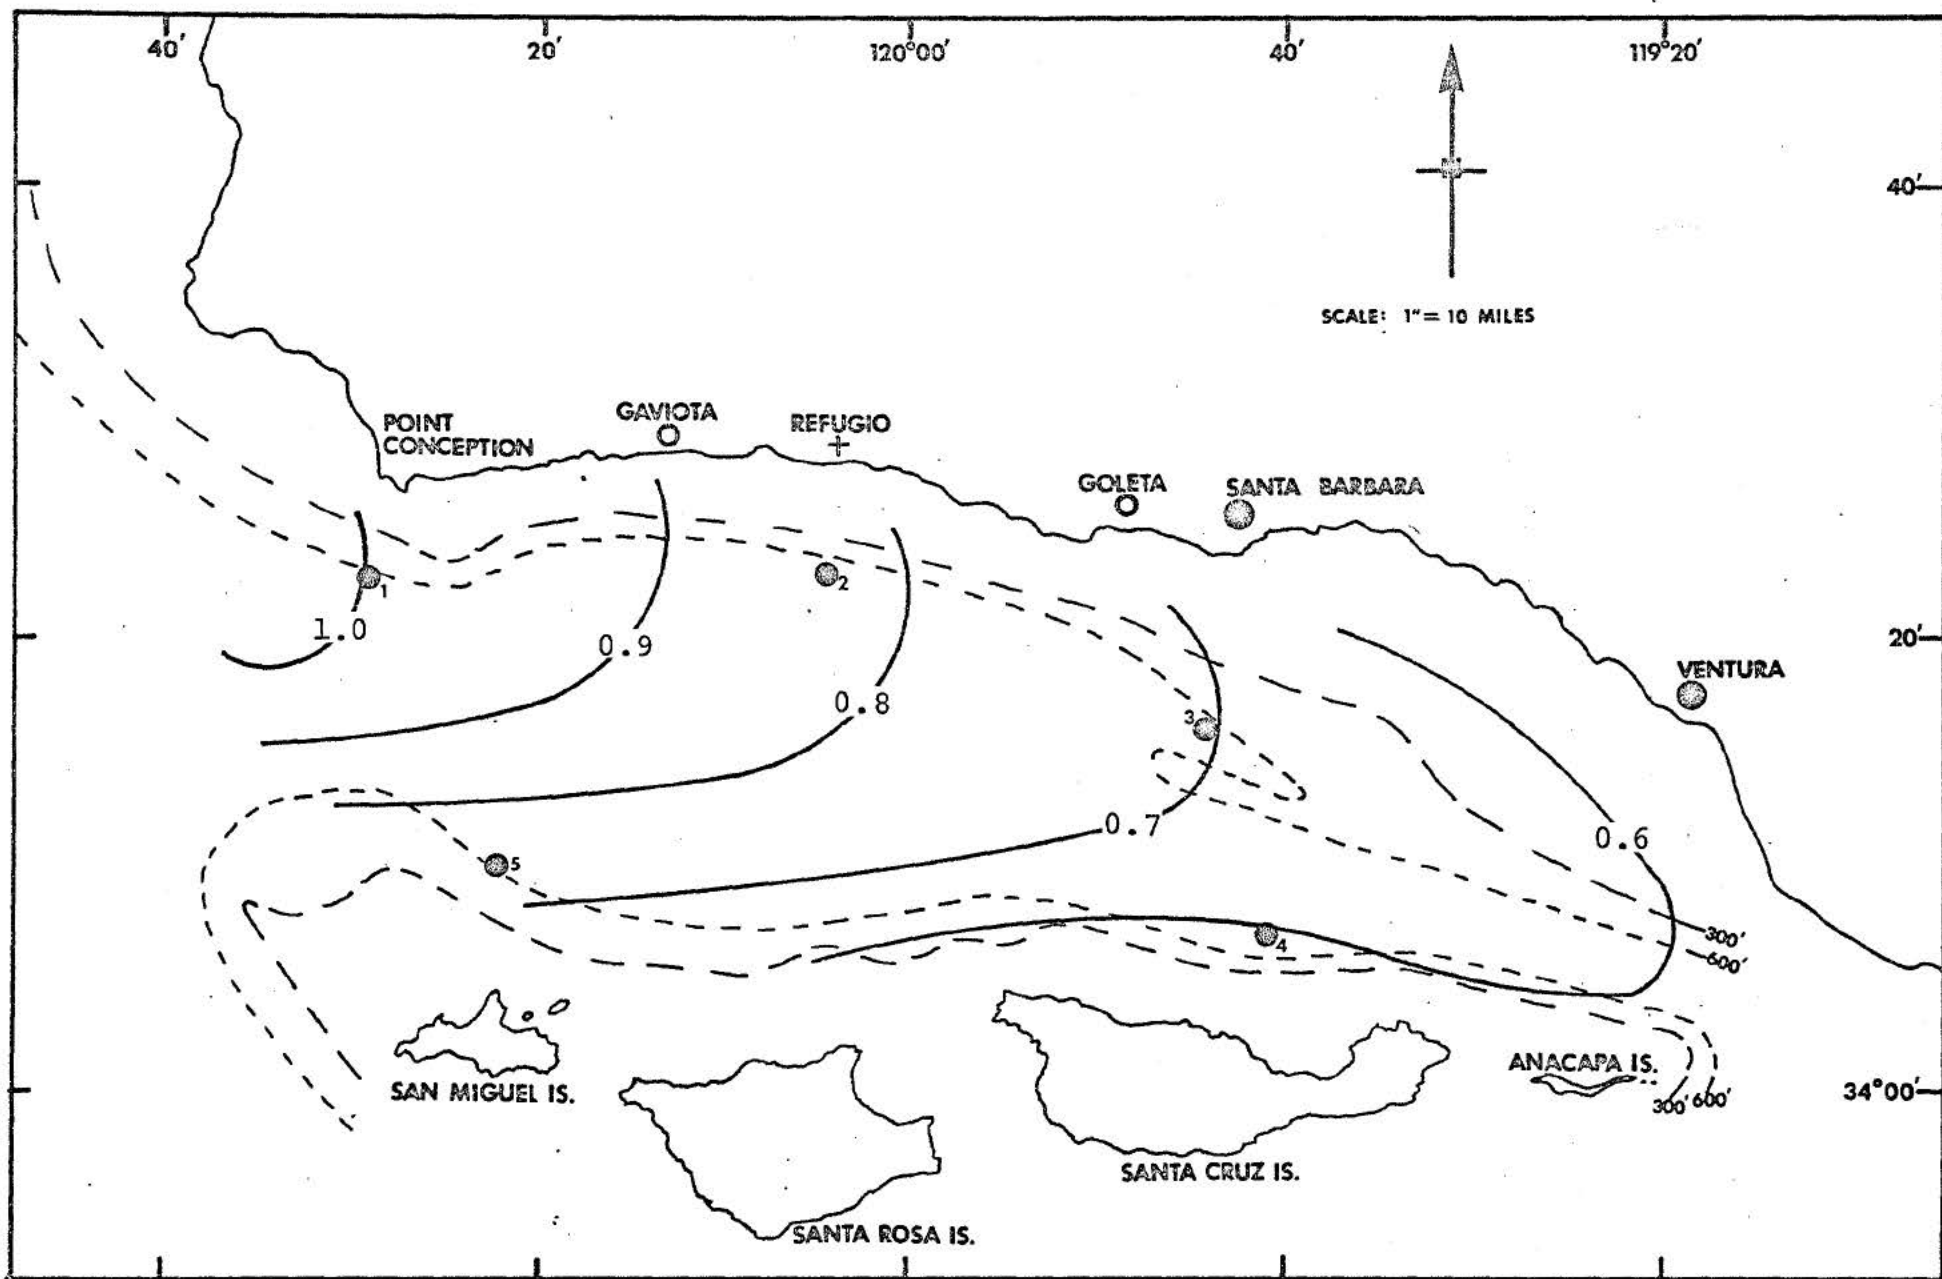 40'
20'
120°00'
40'
119°20'
40'
SCALE: 1"= 10 MILES
POINT
CONCEPTION
GAVIOTA
REFUGIO
GOLETA
SANTA BARBARA
1
2
1.0
0.9
20'
VENTURA
0.8
3
0.7
0.6
5
4
300'
600'
SAN MIGUEL IS.
ANACAPA IS.
300'
600'
34°00'
SANTA CRUZ IS.
SANTA ROSA IS.